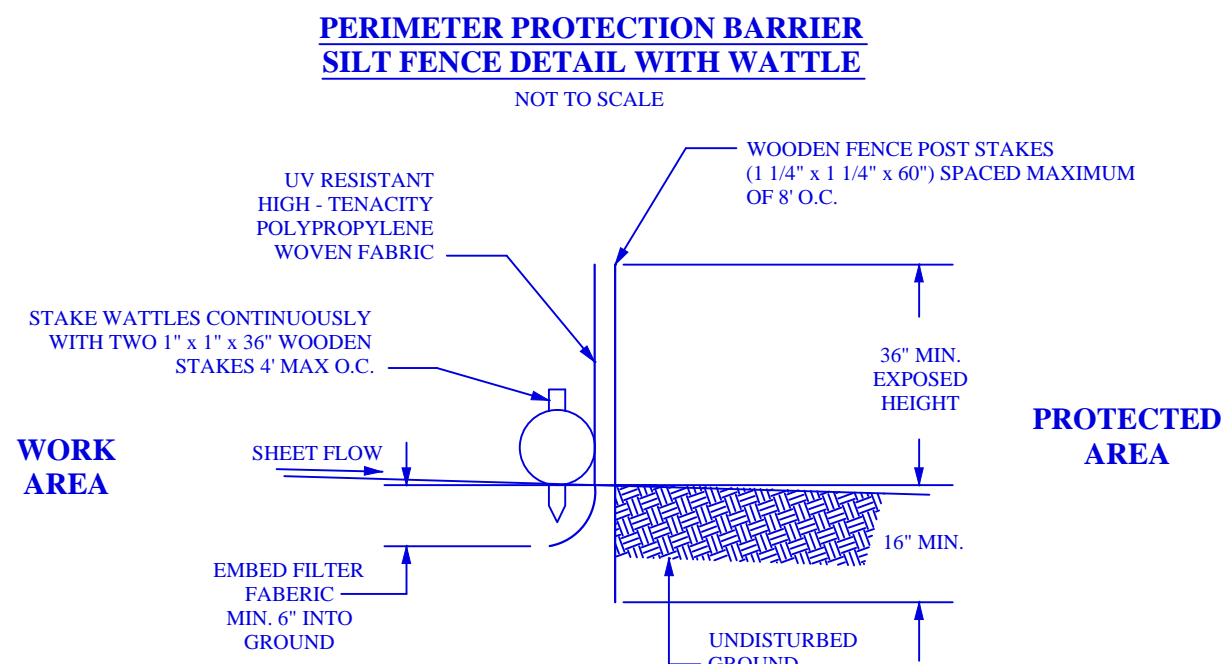 PERIMETER PROTECTION BARRIER
SILT FENCE DETAIL WITH WATTLE
NOT TO SCALE
WOODEN FENCE POST STAKES
(1 1/4" x 1 1/4" x 60") SPACED MAXIMUM
OF 8' O.C.
UV RESISTANT
HIGH - TENACITY
POLYPROPYLENE
WOVEN FABRIC
STAKE WATTLES CONTINUOUSLY
WITH TWO 1" x 1" x 36" WOODEN
STAKES 4' MAX O.C.
36" MIN.
EXPOSED
HEIGHT
WORK
AREA
SHEET FLOW
PROTECTED
AREA
16" MIN.
EMBED FILTER
FABERIC
MIN. 6" INTO
GROUND
UNDISTURBED
GROUND